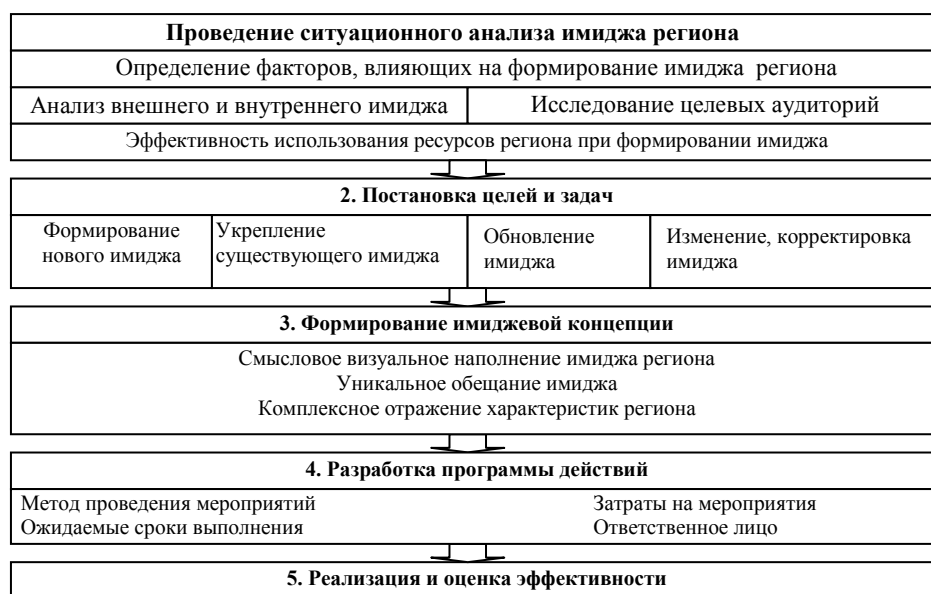 Проведение ситуационного анализа имиджа региона
Определение факторов, влияющих на формирование имиджа региона
Анализ внешнего и внутреннего имиджа
Исследование целевых аудиторий
Эффективность использования ресурсов региона при формировании имиджа
2. Постановка целей и задач
Формирование
нового имиджа
Укрепление
существующего имиджа
Обновление
имиджа
Изменение, корректировка
имиджа
3. Формирование имиджевой концепции
Смысловое визуальное наполнение имиджа региона
Уникальное обещание имиджа
Комплексное отражение характеристик региона
4. Разработка программы действий
Метод проведения мероприятий
Ожидаемые сроки выполнения
Затраты на мероприятия
Ответственное лицо
5. Реализация и оценка эффективности